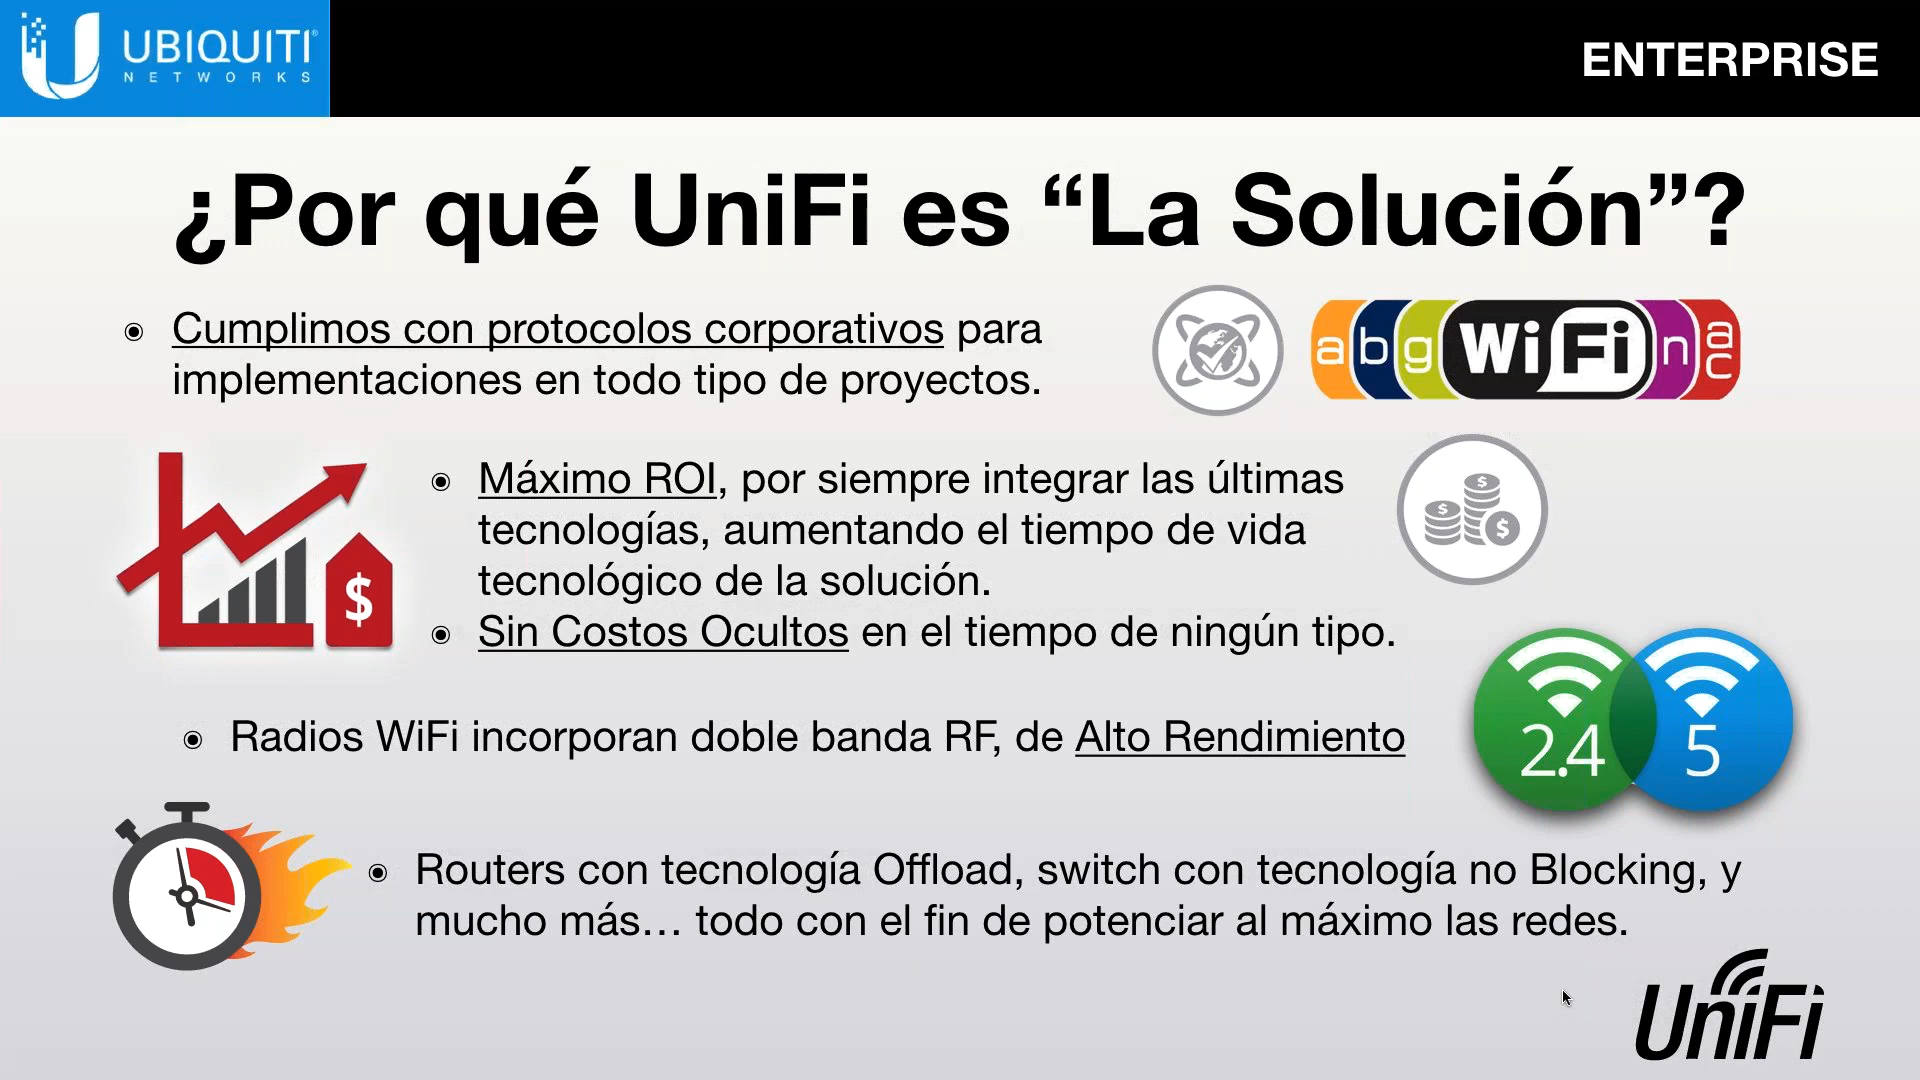 UBIQUITI
NETWORKS
ENTERPRISE
¿Por qué UniFi es “La Solución”?
Cumplimos con protocolos corporativos para
implementaciones en todo tipo de proyectos.
a b g WiFi n ac
Máximo ROI, por siempre integrar las últimas
tecnologías, aumentando el tiempo de vida
tecnológico de la solución.
$ $ $
$
Sin Costos Ocultos en el tiempo de ningún tipo.
Radios WiFi incorporan doble banda RF, de Alto Rendimiento
2.4 5
Routers con tecnología Offload, switch con tecnología no Blocking, y
mucho más… todo con el fin de potenciar al máximo las redes.
UniFi